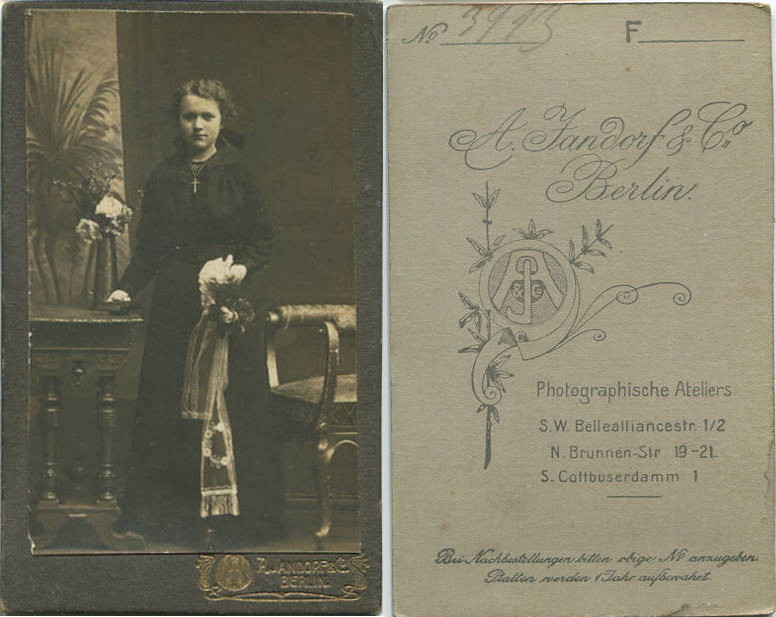 A. JANDORF & Co
BERLIN.
No 3913 F
A. Jandorf & Co.
Berlin.
Photographische Ateliers
S.W. Bellealliancestr. 1/2
N. Brunnen-Str. 19-21.
S. Cottbuserdamm 1
Bei Nachbestellungen bitten obige No anzugeben.
Platten werden 1 Jahr aufbewahrt